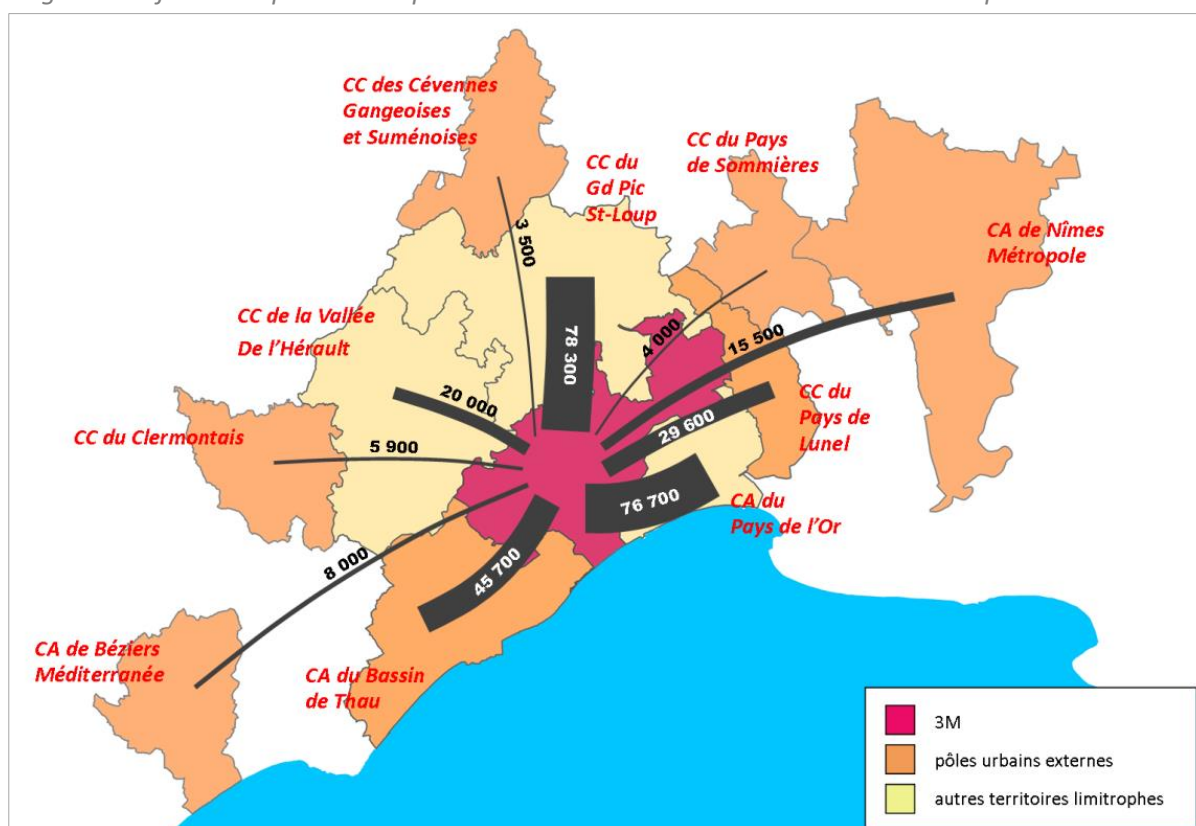 CC des Cévennes
Gangeoises
et Suménoises
CC du
Gd Pic
St-Loup
CC du Pays
de Sommières
CA de Nîmes
Métropole
3 500
CC de la Vallée
De l'Hérault
78 300
4 000
15 500
20 000
CC du Clermontais
5 900
29 600
CC du
Pays de
Lunel
76 700
CA du
Pays de l'Or
8 000
45 700
CA de Béziers
Méditerranée
CA du Bassin
de Thau
3M
pôles urbains externes
autres territoires limitrophes